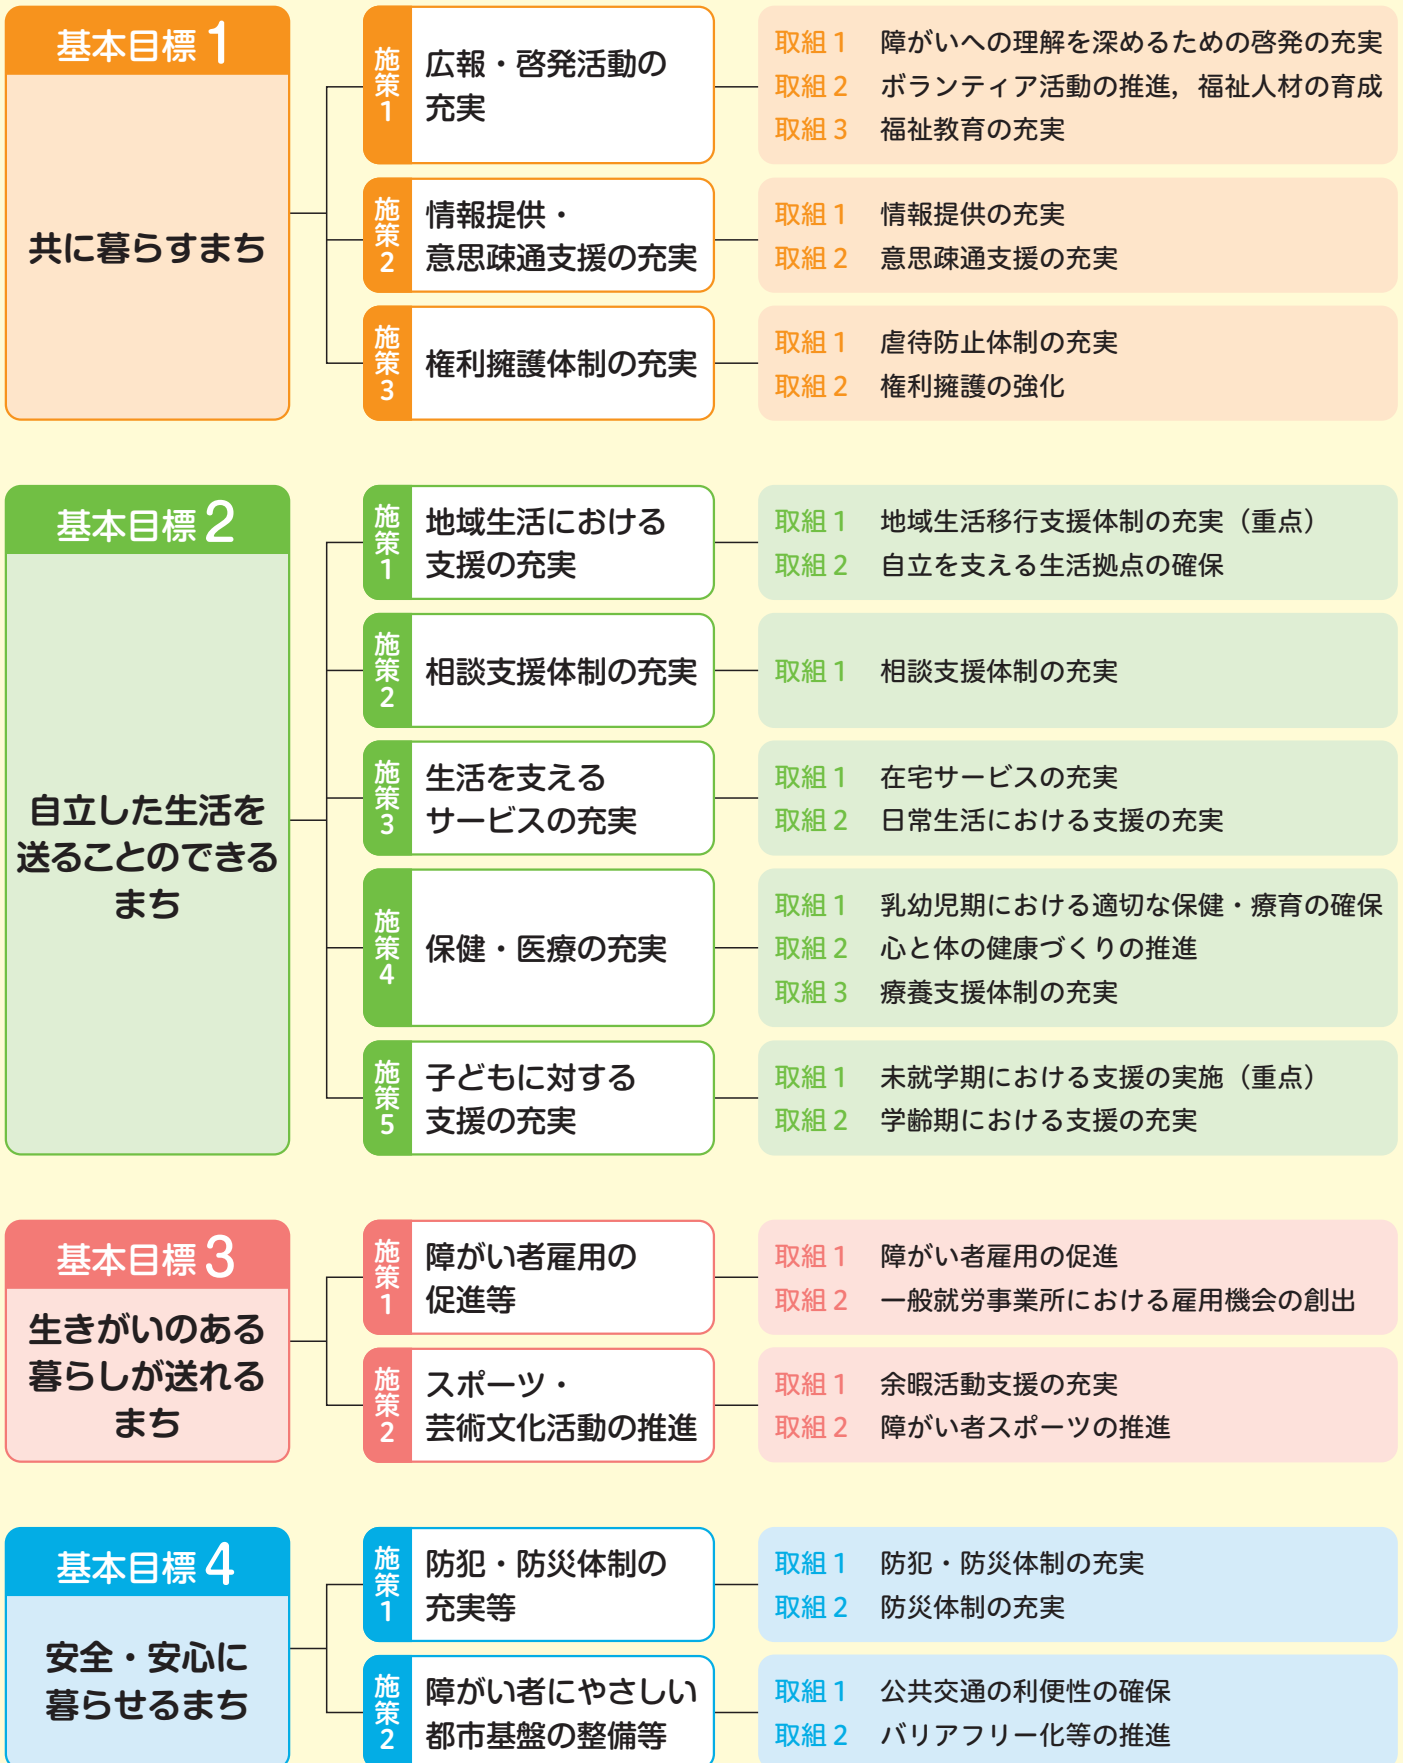 基本目標 1
共に暮らすまち
施策1
広報・啓発活動の
充実
取組 1 障がいへの理解を深めるための啓発の充実
取組 2 ボランティア活動の推進，福祉人材の育成
取組 3 福祉教育の充実
施策2
情報提供・
意思疎通支援の充実
取組 1 情報提供の充実
取組 2 意思疎通支援の充実
施策3
権利擁護体制の充実
取組 1 虐待防止体制の充実
取組 2 権利擁護の強化
基本目標 2
自立した生活を
送ることのできる
まち
施策1
地域生活における
支援の充実
取組 1 地域生活移行支援体制の充実（重点）
取組 2 自立を支える生活拠点の確保
施策2
相談支援体制の充実
取組 1 相談支援体制の充実
施策3
生活を支える
サービスの充実
取組 1 在宅サービスの充実
取組 2 日常生活における支援の充実
施策4
保健・医療の充実
取組 1 乳幼児期における適切な保健・療育の確保
取組 2 心と体の健康づくりの推進
取組 3 療養支援体制の充実
施策5
子どもに対する
支援の充実
取組 1 未就学期における支援の実施（重点）
取組 2 学齢期における支援の充実
基本目標 3
生きがいのある
暮らしが送れる
まち
施策1
障がい者雇用の
促進等
取組 1 障がい者雇用の促進
取組 2 一般就労事業所における雇用機会の創出
施策2
スポーツ・
芸術文化活動の推進
取組 1 余暇活動支援の充実
取組 2 障がい者スポーツの推進
基本目標 4
安全・安心に
暮らせるまち
施策1
防犯・防災体制の
充実等
取組 1 防犯・防災体制の充実
取組 2 防災体制の充実
施策2
障がい者にやさしい
都市基盤の整備等
取組 1 公共交通の利便性の確保
取組 2 バリアフリー化等の推進